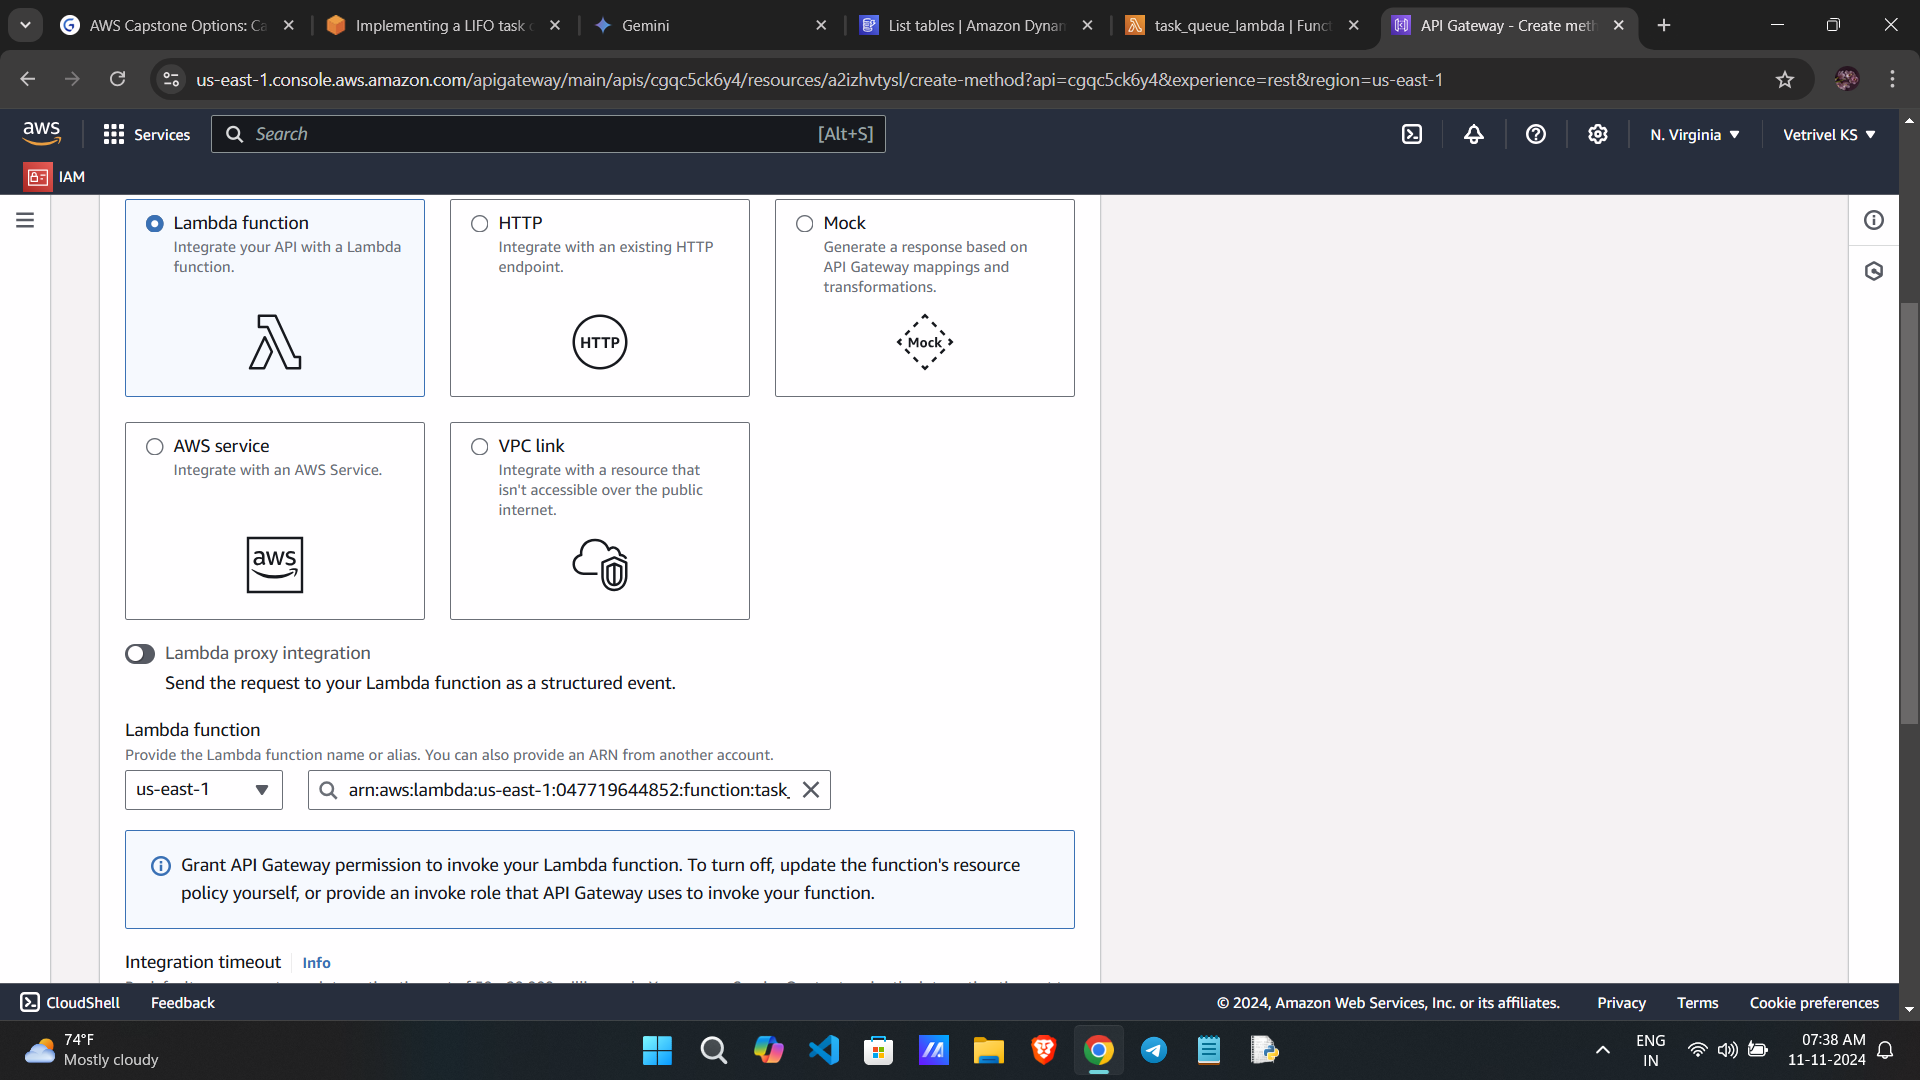 AWS Capstone Options: Ca
Implementing a LIFO task
Gemini
List tables | Amazon Dynam
task_queue_lambda | Funct
API Gateway - Create meth
us-east-1.console.aws.amazon.com/apigateway/main/apis/cgqc5ck6y4/resources/a2izhvtysl/create-method?api=cgqc5ck6y4&experience=rest&region=us-east-1
aws
Services
Search
[Alt+S]
N. Virginia
Vetrivel KS
IAM
Lambda function
Integrate your API with a Lambda
function.
HTTP
Integrate with an existing HTTP
endpoint.
HTTP
Mock
Generate a response based on
API Gateway mappings and
transformations.
Mock
AWS service
Integrate with an AWS Service.
aws
VPC link
Integrate with a resource that
isn't accessible over the public
internet.
Lambda proxy integration
Send the request to your Lambda function as a structured event.
Lambda function
Provide the Lambda function name or alias. You can also provide an ARN from another account.
us-east-1
arn:aws:lambda:us-east-1:047719644852:function:task_
Grant API Gateway permission to invoke your Lambda function. To turn off, update the function's resource
policy yourself, or provide an invoke role that API Gateway uses to invoke your function.
Integration timeout
Info
CloudShell
Feedback
© 2024, Amazon Web Services, Inc. or its affiliates.
Privacy
Terms
Cookie preferences
74°F
Mostly cloudy
ENG
IN
07:38 AM
11-11-2024